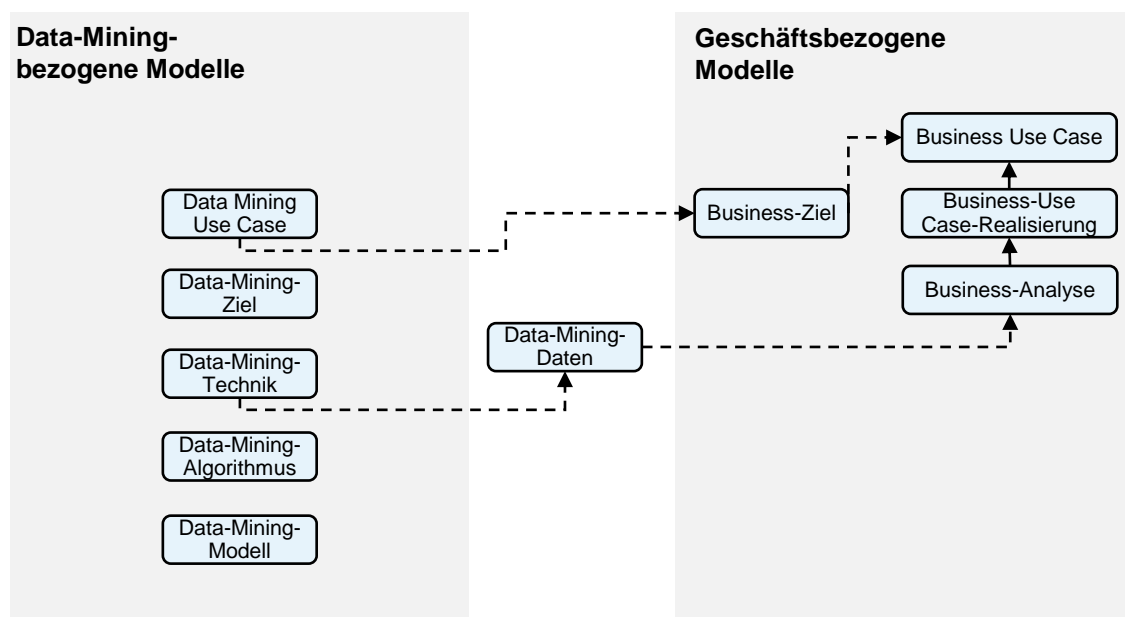 Data-Mining-
bezogene Modelle
Geschäftsbezogene
Modelle
Business Use Case
Data Mining
Use Case
Business-Ziel
Business-Use
Case-Realisierung
Data-Mining-
Ziel
Business-Analyse
Data-Mining-
Daten
Data-Mining-
Technik
Data-Mining-
Algorithmus
Data-Mining-
Modell